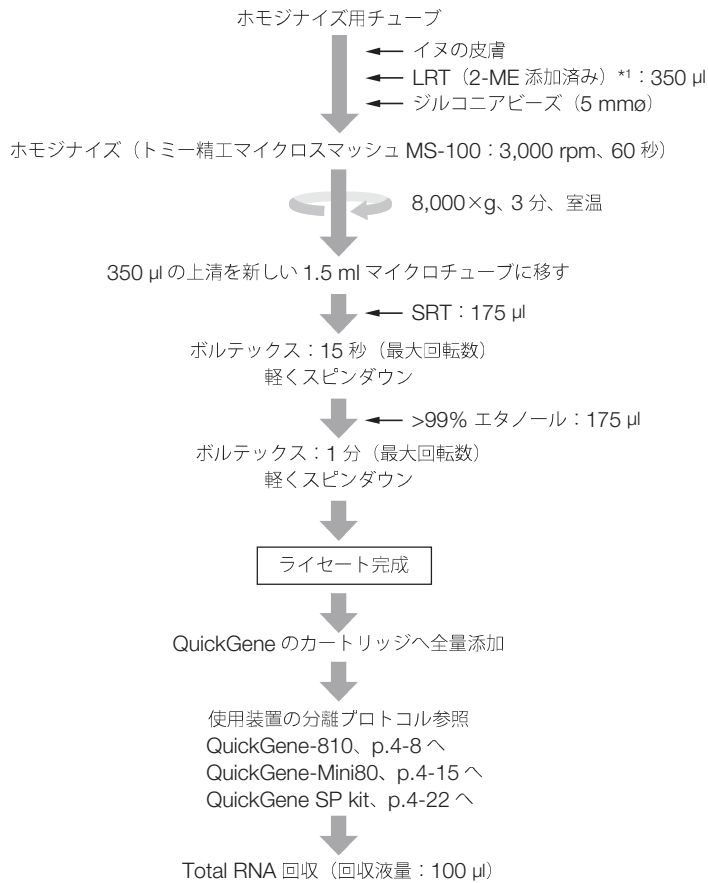 ホモジナイズ用チューブ
イヌの皮膚
LRT（2-ME 添加済み）*1：350 µl
ジルコニアビーズ（5 mmø）
ホモジナイズ（トミー精工マイクロスマッシュ MS-100：3,000 rpm、60 秒）
8,000×g、3 分、室温
350 µl の上清を新しい 1.5 ml マイクロチューブに移す
SRT：175 µl
ボルテックス：15 秒（最大回転数）
軽くスピンダウン
>99% エタノール：175 µl
ボルテックス：1 分（最大回転数）
軽くスピンダウン
ライセート完成
QuickGene のカートリッジへ全量添加
使用装置の分離プロトコル参照
QuickGene-810、p.4-8 へ
QuickGene-Mini80、p.4-15 へ
QuickGene SP kit、p.4-22 へ
Total RNA 回収（回収液量：100 µl）